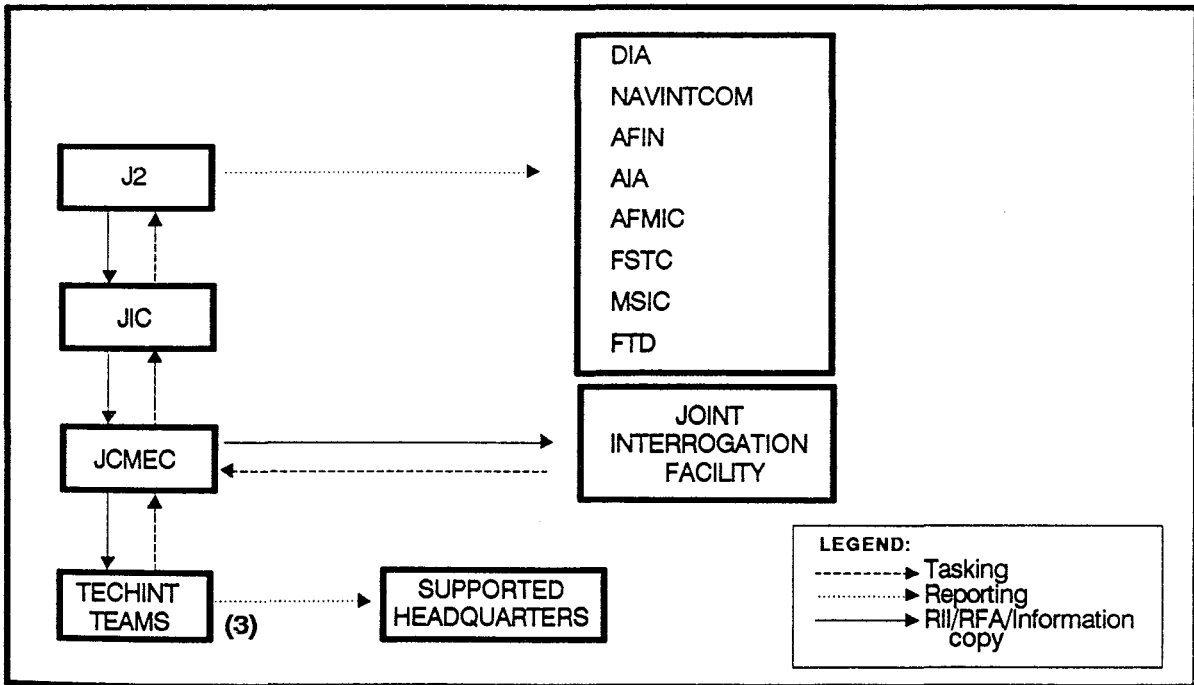 DIA
NAVINTCOM
AFIN
AIA
AFMIC
FSTC
MSIC
FTD
J2
JIC
JCMEC
JOINT
INTERROGATION
FACILITY
TECHINT
TEAMS
(3)
SUPPORTED
HEADQUARTERS
LEGEND:
Tasking
Reporting
RII/RFA/Information
copy